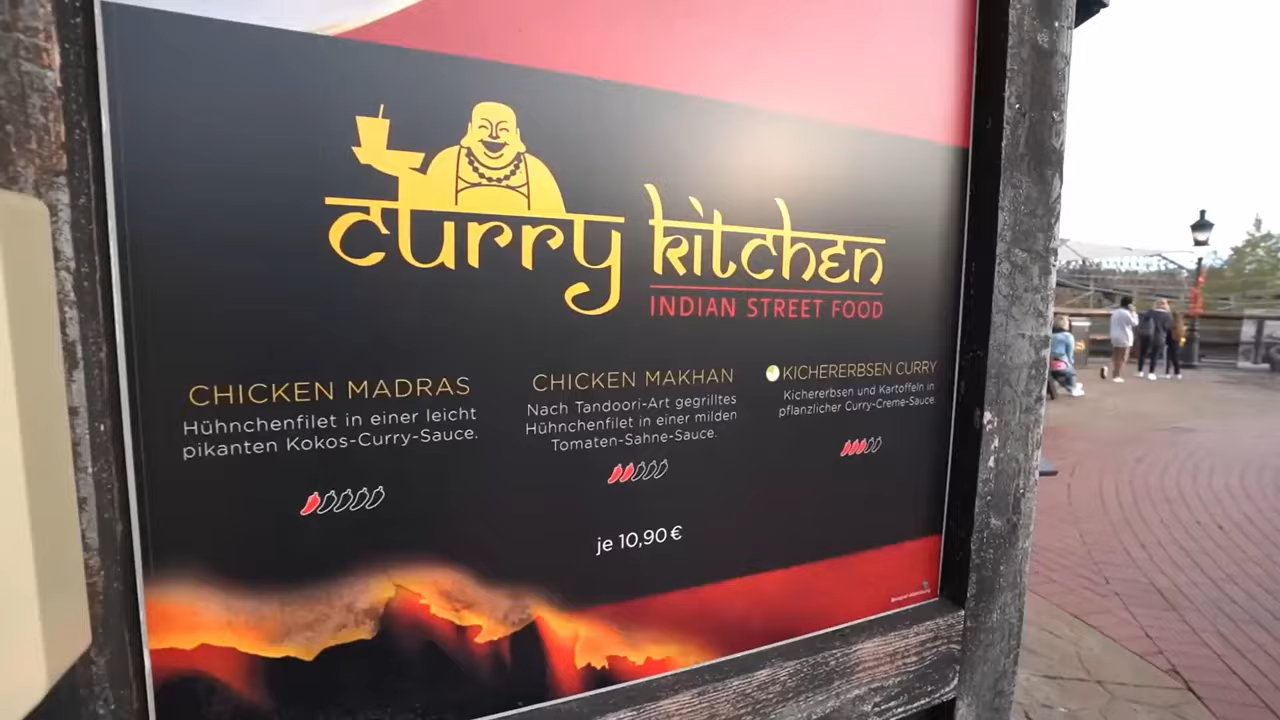 curry kitchen
INDIAN STREET FOOD
CHICKEN MADRAS
Hühnchenfilet in einer leicht
pikanten Kokos-Curry-Sauce.
CHICKEN MAKHAN
Nach Tandoori-Art gegrilltes
Hühnchenfilet in einer milden
Tomaten-Sahne-Sauce.
KICHERERBSEN CURRY
Kichererbsen und Kartoffeln in
pflanzlicher Curry-Creme-Sauce.
je 10,90 €